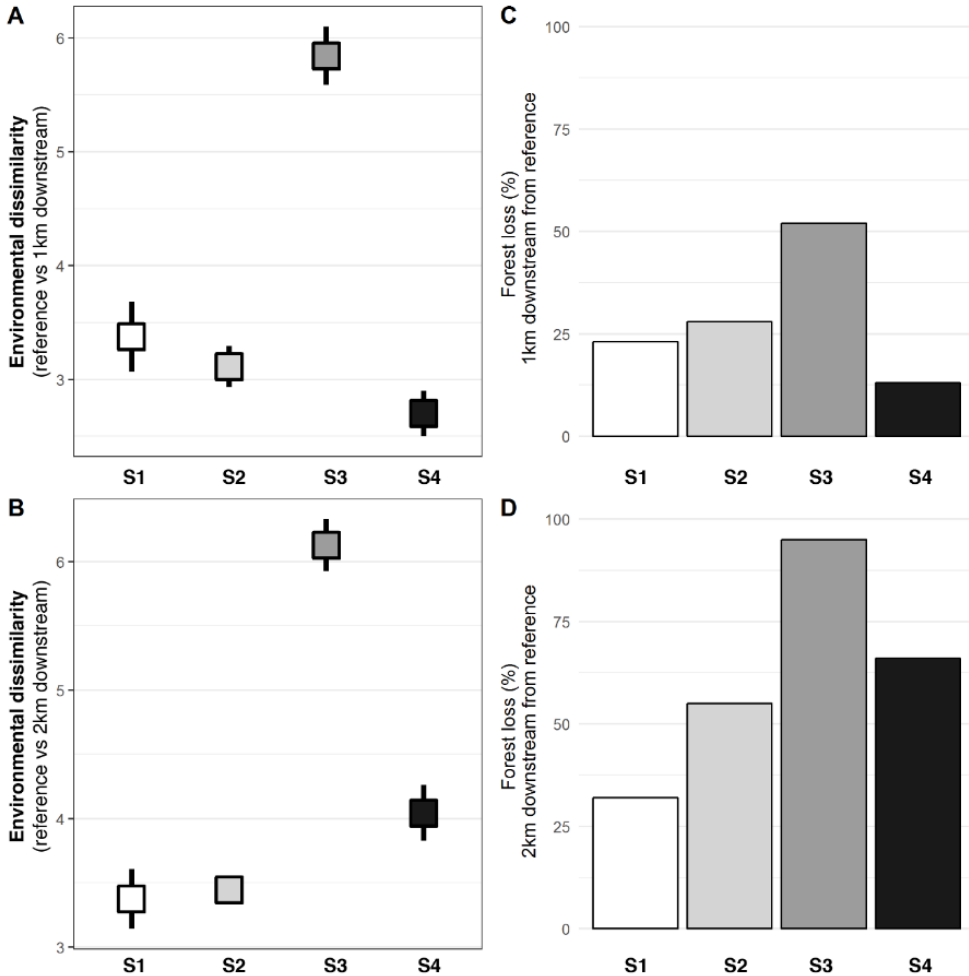 A
Environmental dissimilarity
(reference vs 1km downstream)
6
5
4
3
S1 S2 S3 S4
C
Forest loss (%)
1km downstream from reference
100
75
50
25
0
S1 S2 S3 S4
B
Environmental dissimilarity
(reference vs 2km downstream)
6
5
4
3
S1 S2 S3 S4
D
Forest loss (%)
2km downstream from reference
100
75
50
25
0
S1 S2 S3 S4